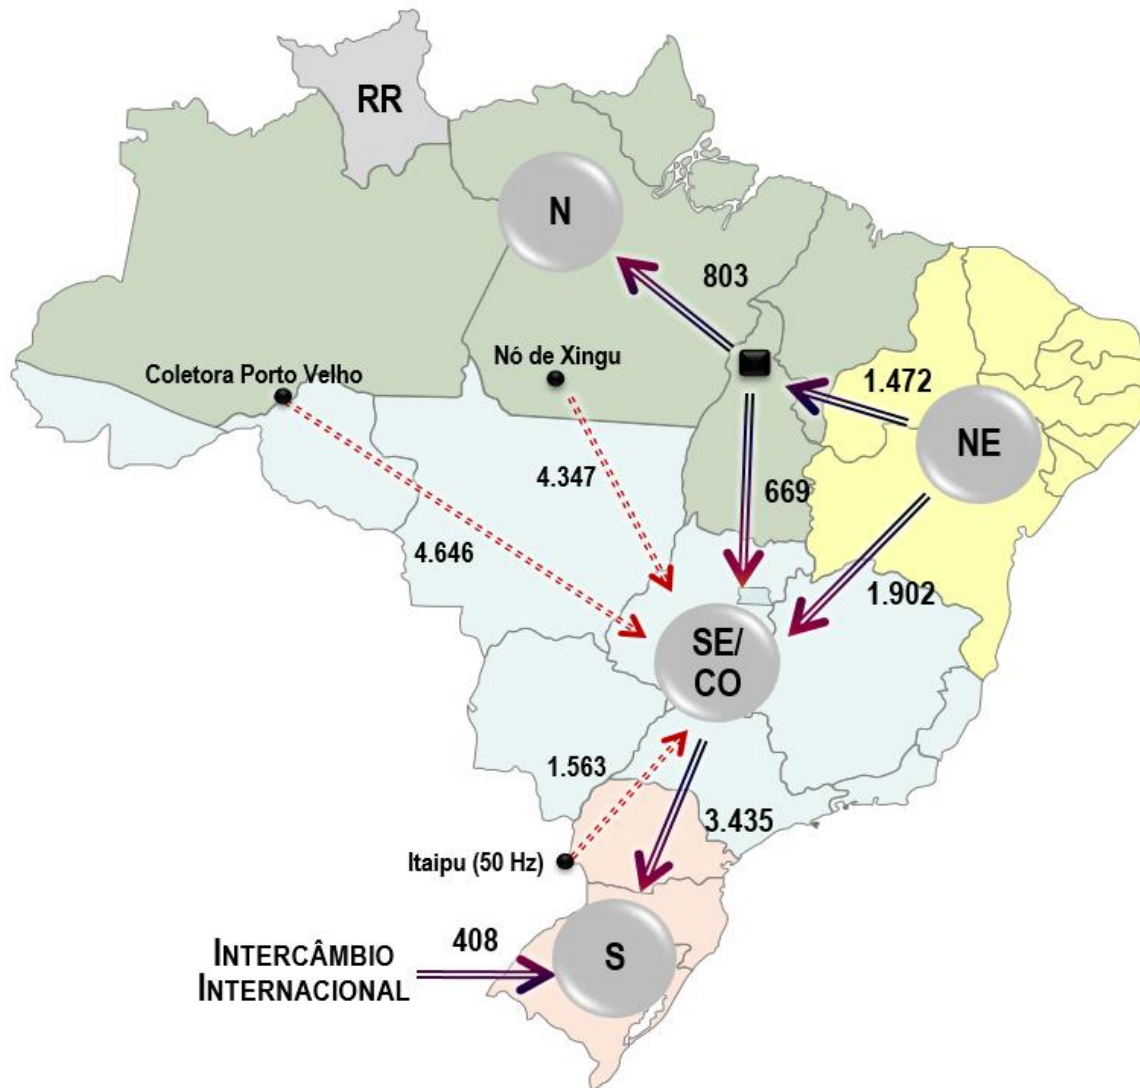 RR
N
803
Nó de Xingu
Coletora Porto Velho
1.472
NE
4.347
669
4.646
1.902
SE/
CO
1.563
3.435
Itaipu (50 Hz)
INTERCÂMBIO
INTERNACIONAL
408
S